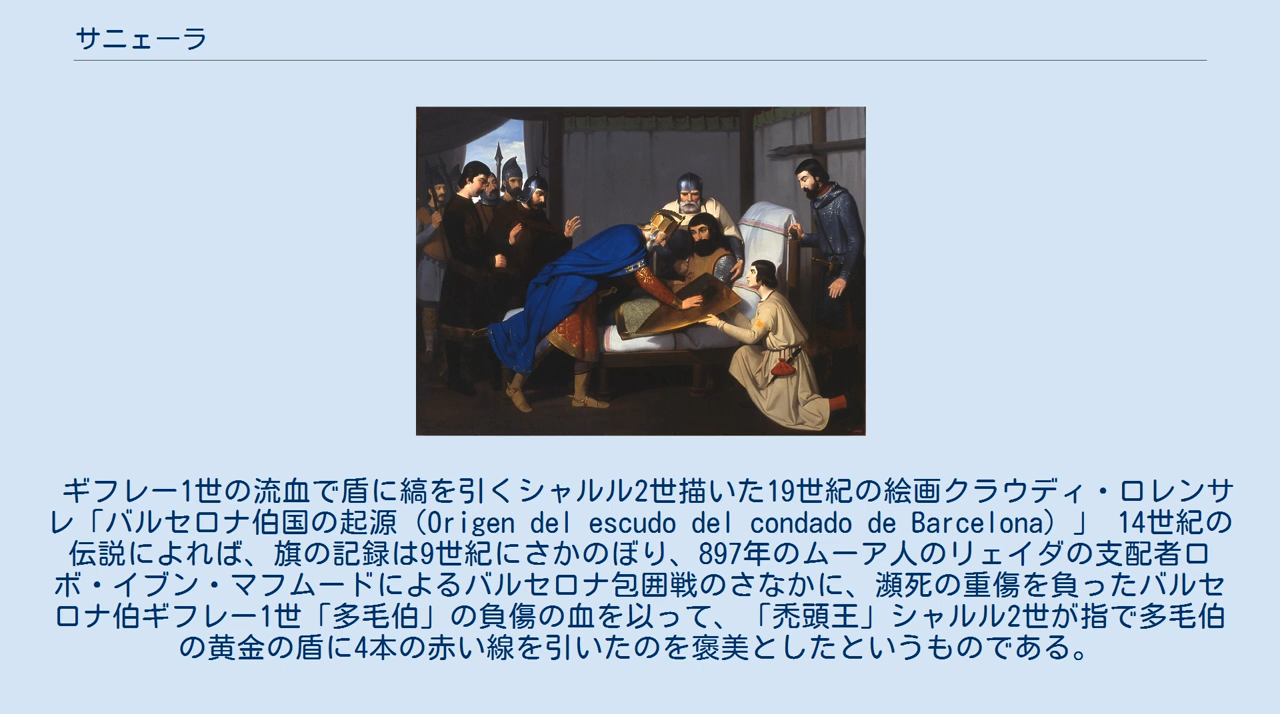 サニェーラ
ギフレー1世の流血で盾に縞を引くシャルル2世描いた19世紀の絵画クラウディ・ロレンサ
レ「バルセロナ伯国の起源（Origen del escudo del condado de Barcelona）」 14世紀の
伝説によれば、旗の記録は9世紀にさかのぼり、897年のムーア人のリェイダの支配者ロ
ボ・イブン・マフムードによるバルセロナ包囲戦のさなかに、瀕死の重傷を負ったバルセ
ロナ伯ギフレー1世「多毛伯」の負傷の血を以って、「禿頭王」シャルル2世が指で多毛伯
の黄金の盾に4本の赤い線を引いたのを褒美としたというものである。